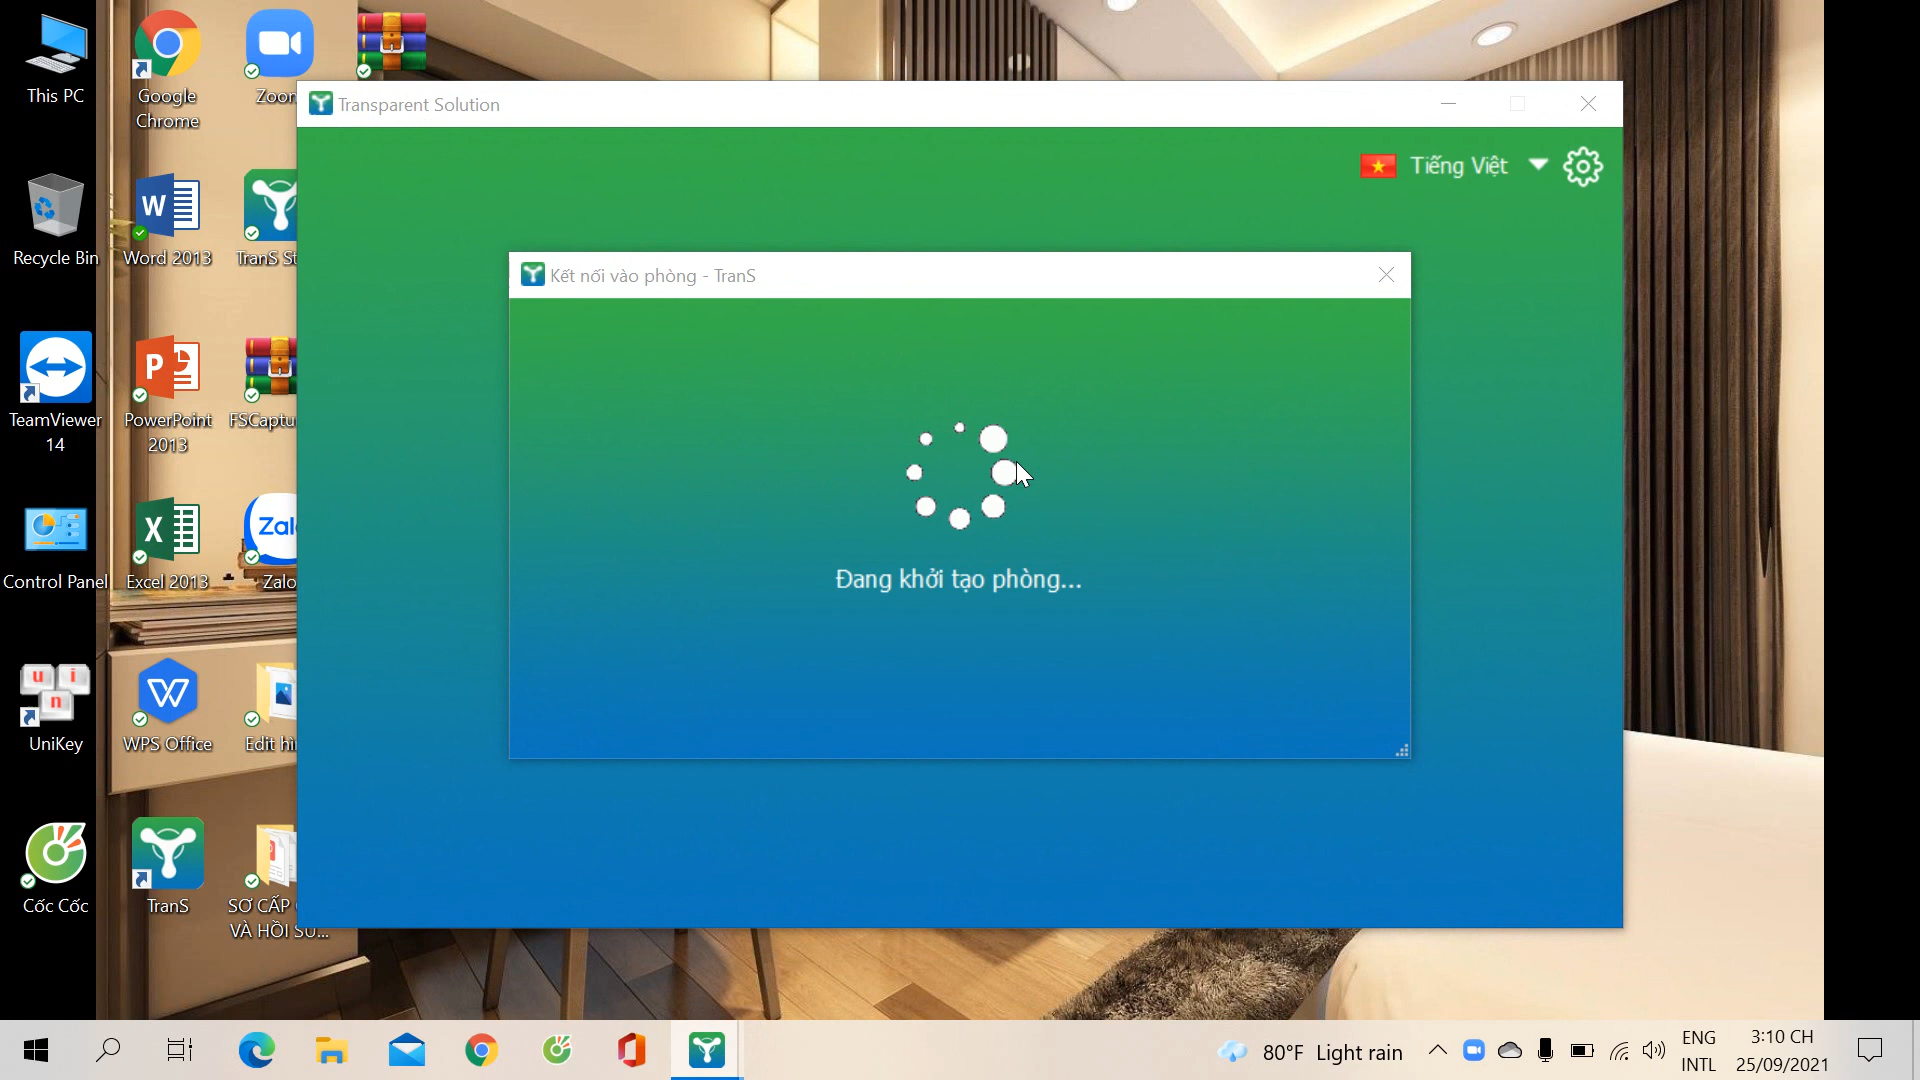 This PC
Google
Chrome
Zoom
Transparent Solution
Tiếng Việt
Recycle Bin
Word 2013
TranS St
Kết nối vào phòng - TranS
Đang khởi tạo phòng...
TeamViewer
14
PowerPoint
2013
FSCaptu
Control Panel
Excel 2013
Zalo
UniKey
WPS Office
Edit hì
Cốc Cốc
TranS
SƠ CẤP
VÀ HỒI SỨ...
80°F Light rain
ENG
INTL
3:10 CH
25/09/2021